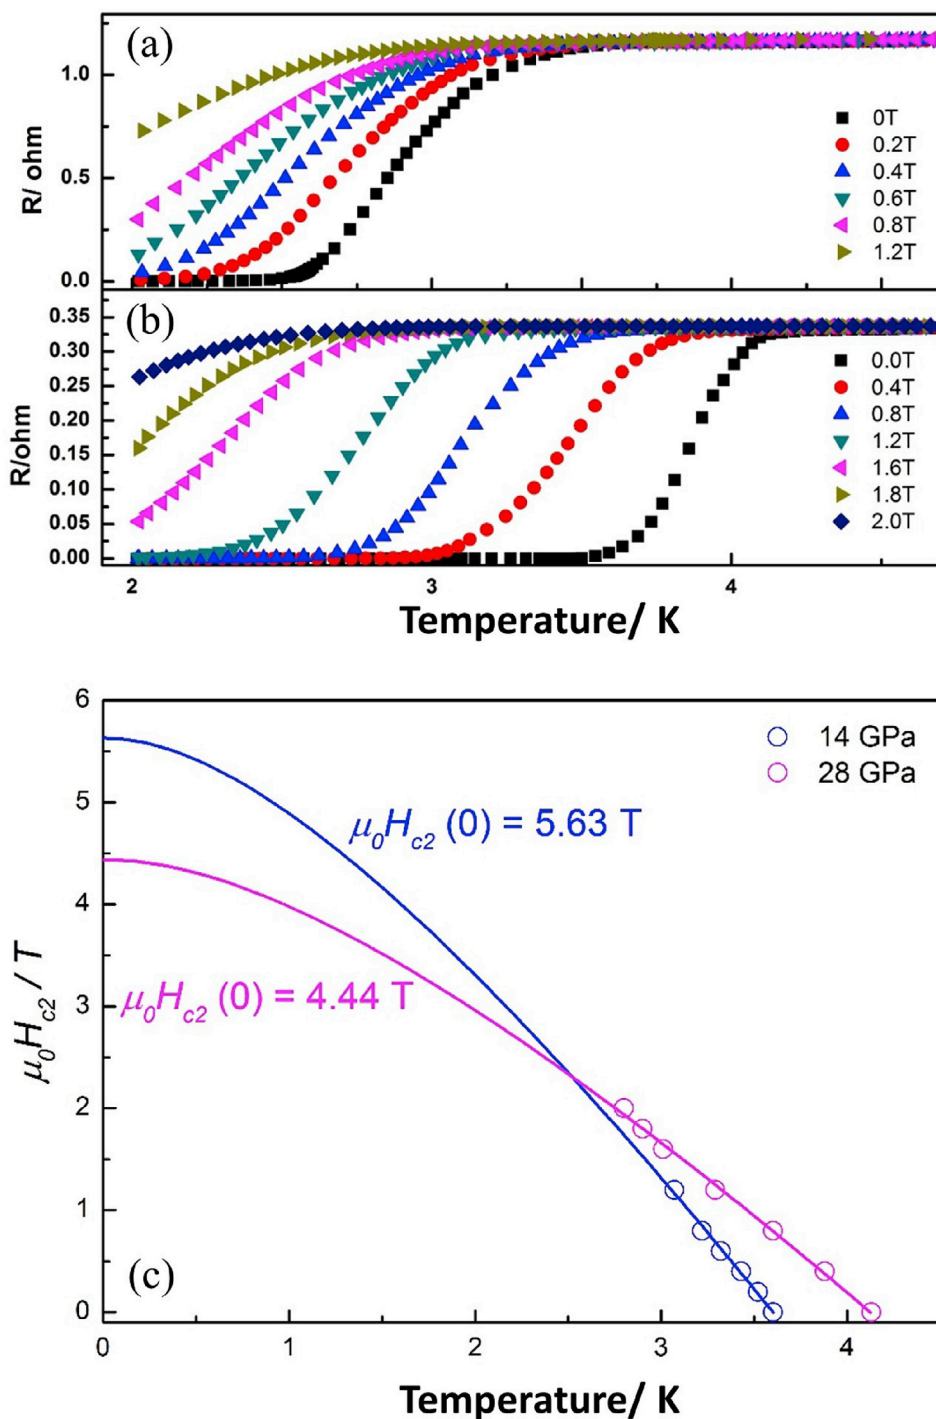 (a)
1.0
0.5
0.0
R/ ohm
0T
0.2T
0.4T
0.6T
0.8T
1.2T
(b)
0.35
0.30
0.25
0.20
0.15
0.10
0.05
0.00
R/ohm
0.0T
0.4T
0.8T
1.2T
1.6T
1.8T
2.0T
2 3 4
Temperature/ K
6
5
4
3
2
1
0
μ₀H_c2 / T
14 GPa
28 GPa
μ₀H_c2 (0) = 5.63 T
μ₀H_c2 (0) = 4.44 T
(c)
0 1 2 3 4
Temperature/ K